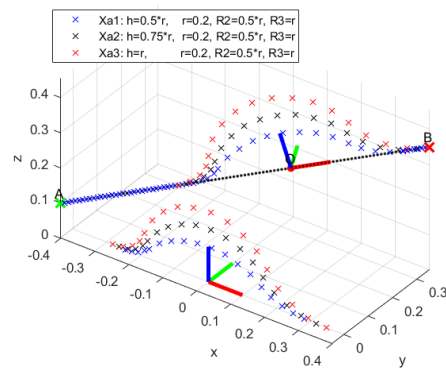 Xa1: h=0.5*r, r=0.2, R2=0.5*r, R3=r
Xa2: h=0.75*r, r=0.2, R2=0.5*r, R3=r
Xa3: h=r, r=0.2, R2=0.5*r, R3=r
0.4
0.3
0.2
0.1
0
z
A
O
B
-0.4
-0.3
-0.2
-0.1
0
0.1
0.2
0.3
0.4
x
0
0.1
0.2
0.3
y